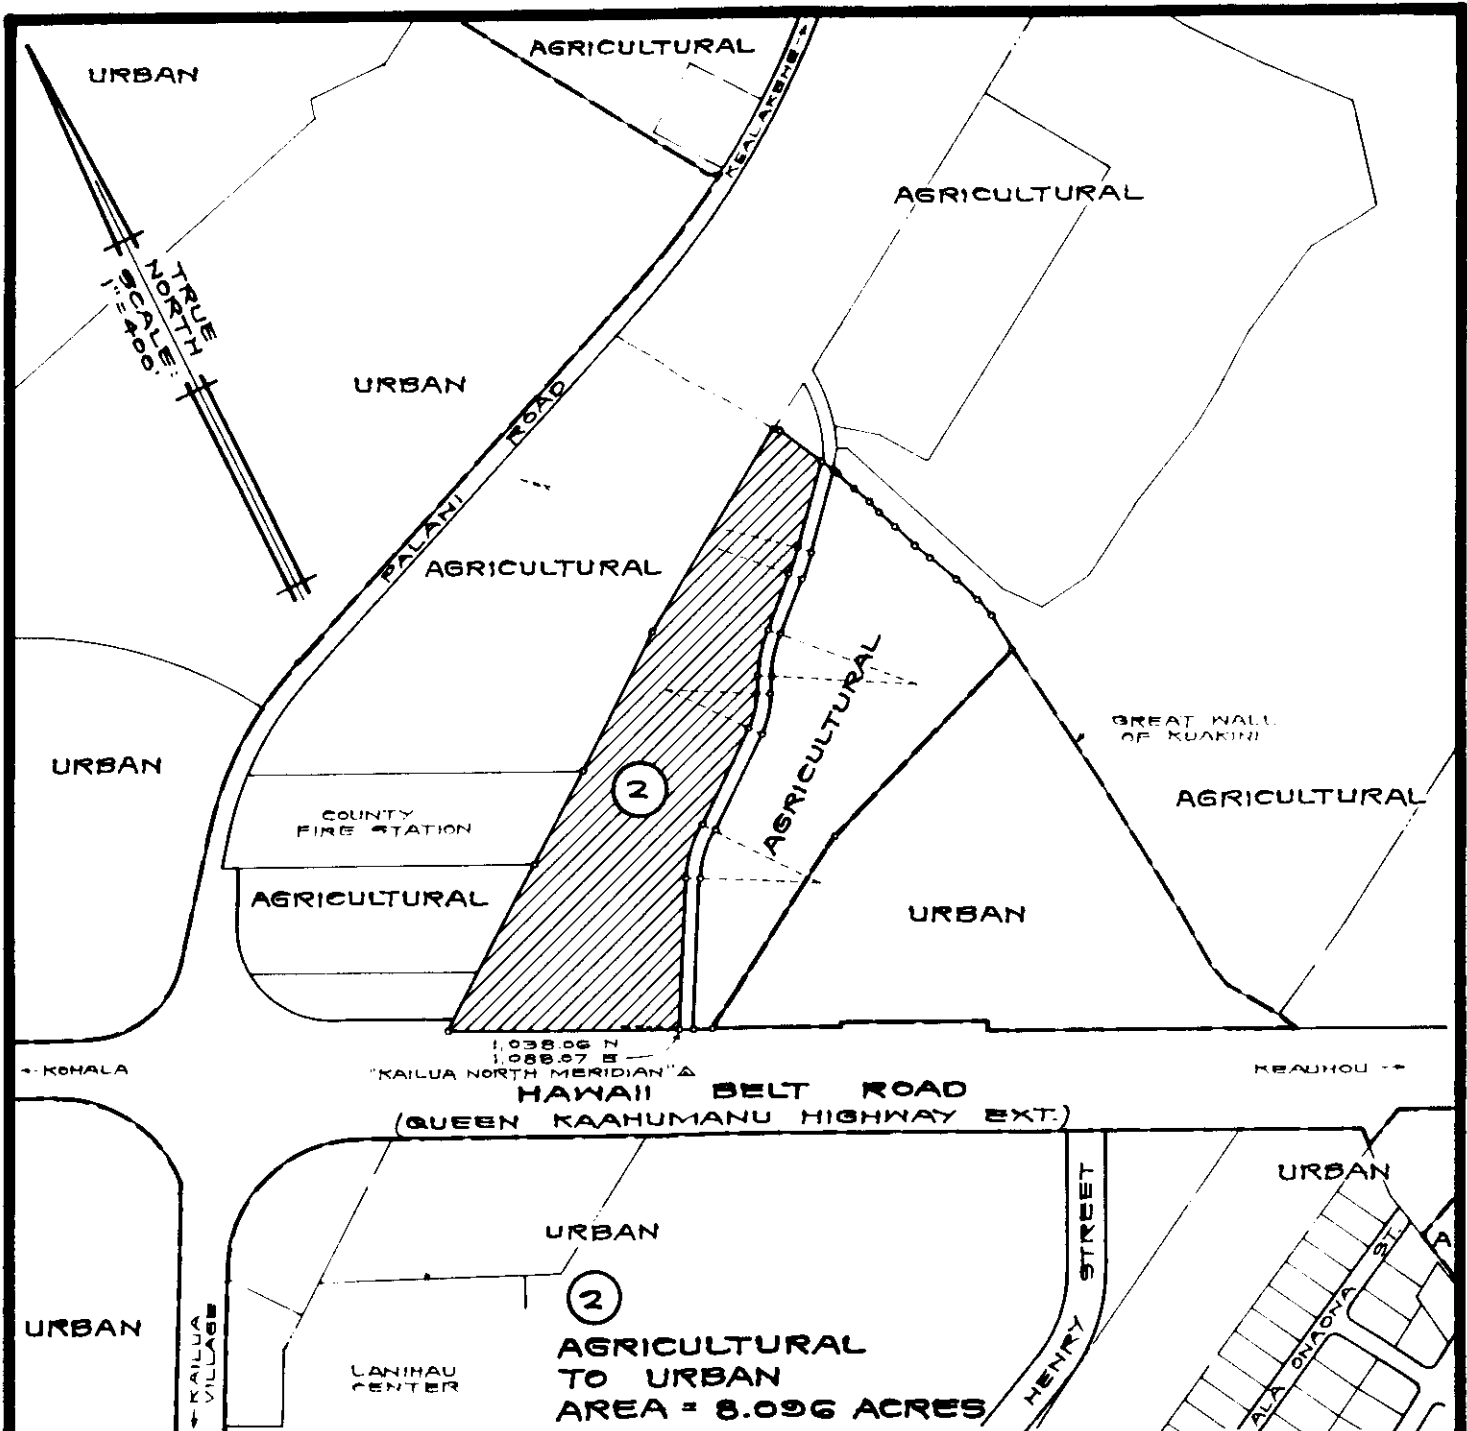 AGRICULTURAL
URBAN
KEALAKEHE →
AGRICULTURAL
TRUE
NORTH
SCALE:
1"=400'
URBAN
PALANI ROAD
AGRICULTURAL
AGRICULTURAL
GREAT WALL
OF KUAKINI
URBAN
2
AGRICULTURAL
COUNTY
FIRE STATION
AGRICULTURAL
URBAN
1,038.06 N
1,088.07 E
← KOHALA
"KAILUA NORTH MERIDIAN" Δ
KEAUHOU →
HAWAII BELT ROAD
(QUEEN KAAHUMANU HIGHWAY EXT.)
URBAN
URBAN
HENRY STREET
A
2
URBAN
← KAILUA
VILLAGE
AGRICULTURAL
LANIHAU
CENTER
TO URBAN
AREA = 8.096 ACRES
ALA ONAONA ST.